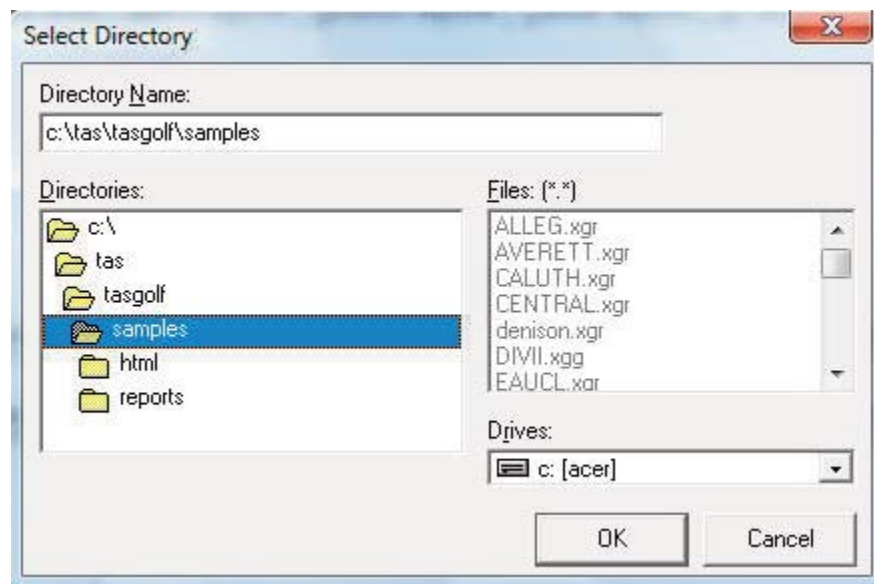 Select Directory
Directory Name:
c:\tas\tasgolf\samples
Directories:
c:\
tas
tasgolf
samples
html
reports
Files: (*.*)
ALLEG.xgr
AVERETT.xgr
CALUTH.xgr
CENTRAL.xgr
denison.xgr
DIVII.xgg
EAUCL.xgr
Drives:
c: [acer]
OK
Cancel